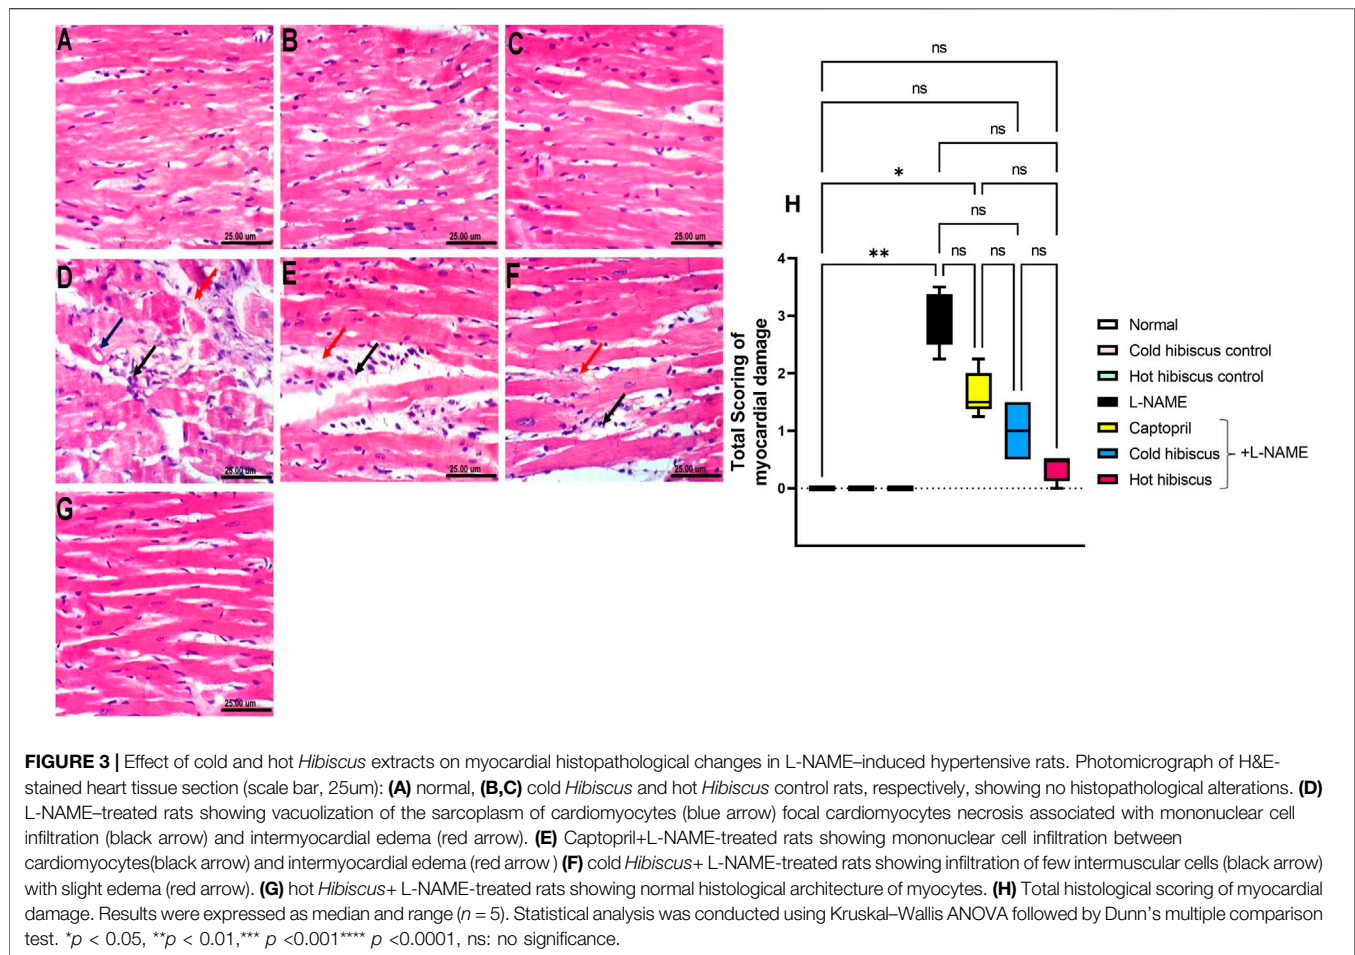 A
B
C
25.00 um
25.00 um
25.00 um
D
E
F
25.00 um
25.00 um
25.00 um
G
25.00 um
H
ns
ns
ns
* ns
ns
** ns ns ns
4
3
2
1
0
Total Scoring of
myocardial damage
Normal
Cold hibiscus control
Hot hibiscus control
L-NAME
Captopril
Cold hibiscus
Hot hibiscus
+L-NAME
FIGURE 3 | Effect of cold and hot Hibiscus extracts on myocardial histopathological changes in L-NAME–induced hypertensive rats. Photomicrograph of H&E-
stained heart tissue section (scale bar, 25um): (A) normal, (B,C) cold Hibiscus and hot Hibiscus control rats, respectively, showing no histopathological alterations. (D)
L-NAME–treated rats showing vacuolization of the sarcoplasm of cardiomyocytes (blue arrow) focal cardiomyocytes necrosis associated with mononuclear cell
infiltration (black arrow) and intermyocardial edema (red arrow). (E) Captopril+L-NAME-treated rats showing mononuclear cell infiltration between
cardiomyocytes(black arrow) and intermyocardial edema (red arrow ) (F) cold Hibiscus+ L-NAME-treated rats showing infiltration of few intermuscular cells (black arrow)
with slight edema (red arrow). (G) hot Hibiscus+ L-NAME-treated rats showing normal histological architecture of myocytes. (H) Total histological scoring of myocardial
damage. Results were expressed as median and range (n = 5). Statistical analysis was conducted using Kruskal–Wallis ANOVA followed by Dunn's multiple comparison
test. *p < 0.05, **p < 0.01,*** p <0.001**** p <0.0001, ns: no significance.